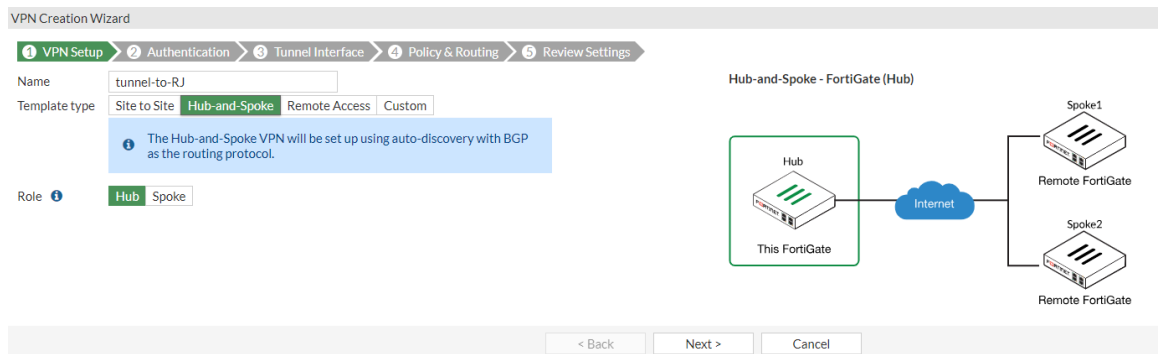 VPN Creation Wizard
1 VPN Setup 2 Authentication 3 Tunnel Interface 4 Policy & Routing 5 Review Settings
Name tunnel-to-RJ
Template type Site to Site Hub-and-Spoke Remote Access Custom
The Hub-and-Spoke VPN will be set up using auto-discovery with BGP
as the routing protocol.
Role Hub Spoke
Hub-and-Spoke - FortiGate (Hub)
Hub
FORTINET
This FortiGate
Internet
Spoke1
FORTINET
Remote FortiGate
Spoke2
FORTINET
Remote FortiGate
< Back Next > Cancel